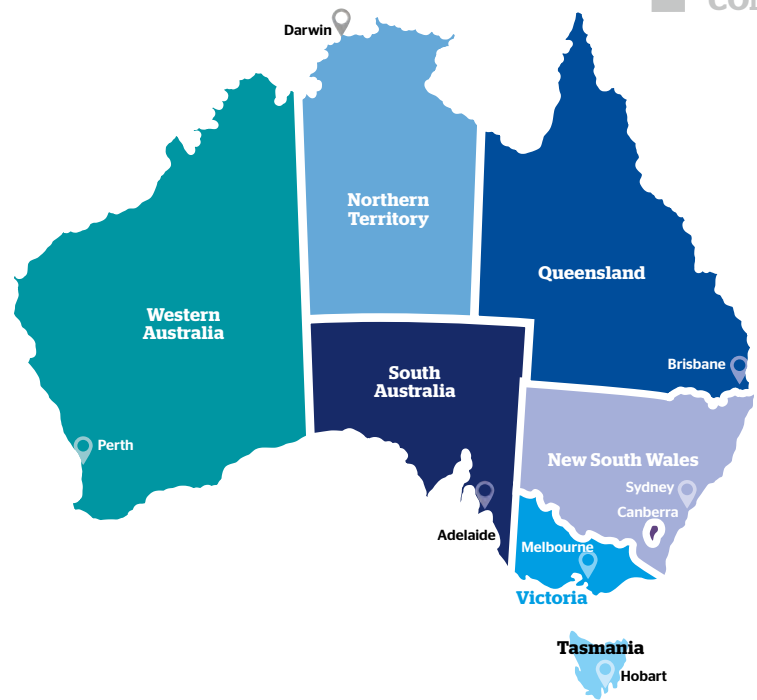 Darwin
Northern
Territory
Queensland
Western
Australia
South
Australia
Brisbane
Perth
New South Wales
Sydney
Canberra
Adelaide
Melbourne
Victoria
Tasmania
Hobart